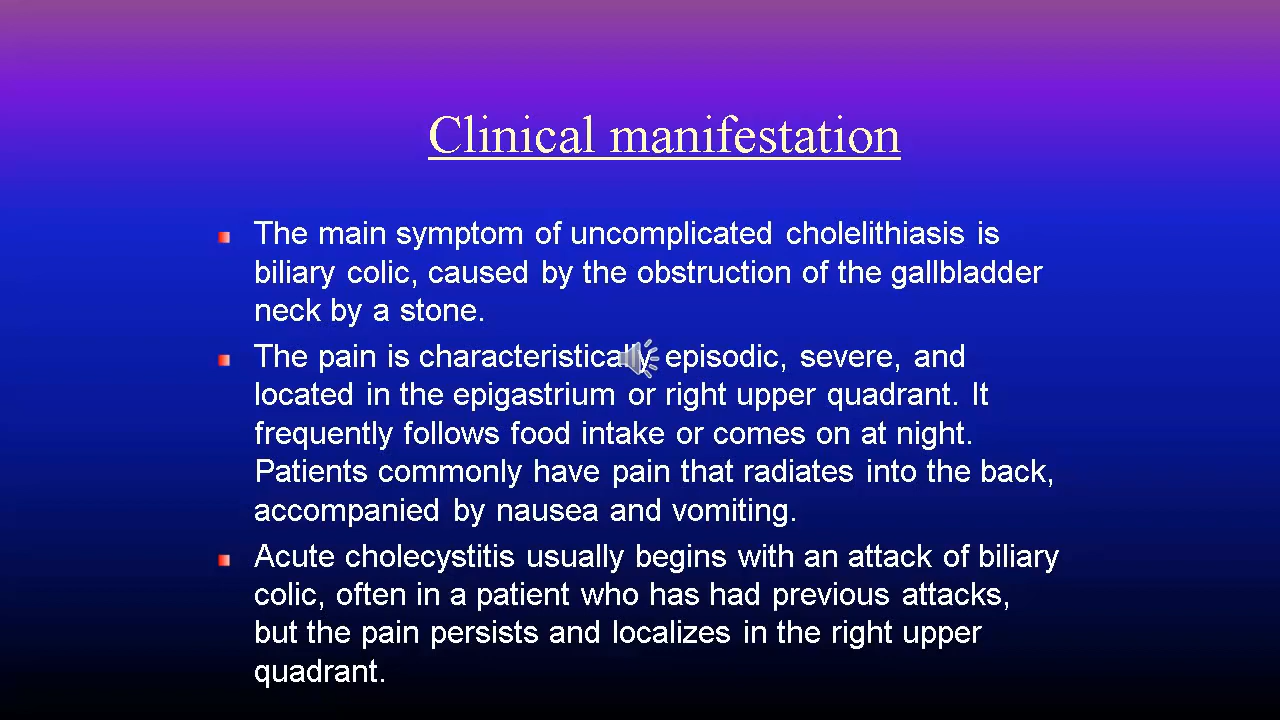 Clinical manifestation
The main symptom of uncomplicated cholelithiasis is
biliary colic, caused by the obstruction of the gallbladder
neck by a stone.
The pain is characteristically episodic, severe, and
located in the epigastrium or right upper quadrant. It
frequently follows food intake or comes on at night.
Patients commonly have pain that radiates into the back,
accompanied by nausea and vomiting.
Acute cholecystitis usually begins with an attack of biliary
colic, often in a patient who has had previous attacks,
but the pain persists and localizes in the right upper
quadrant.